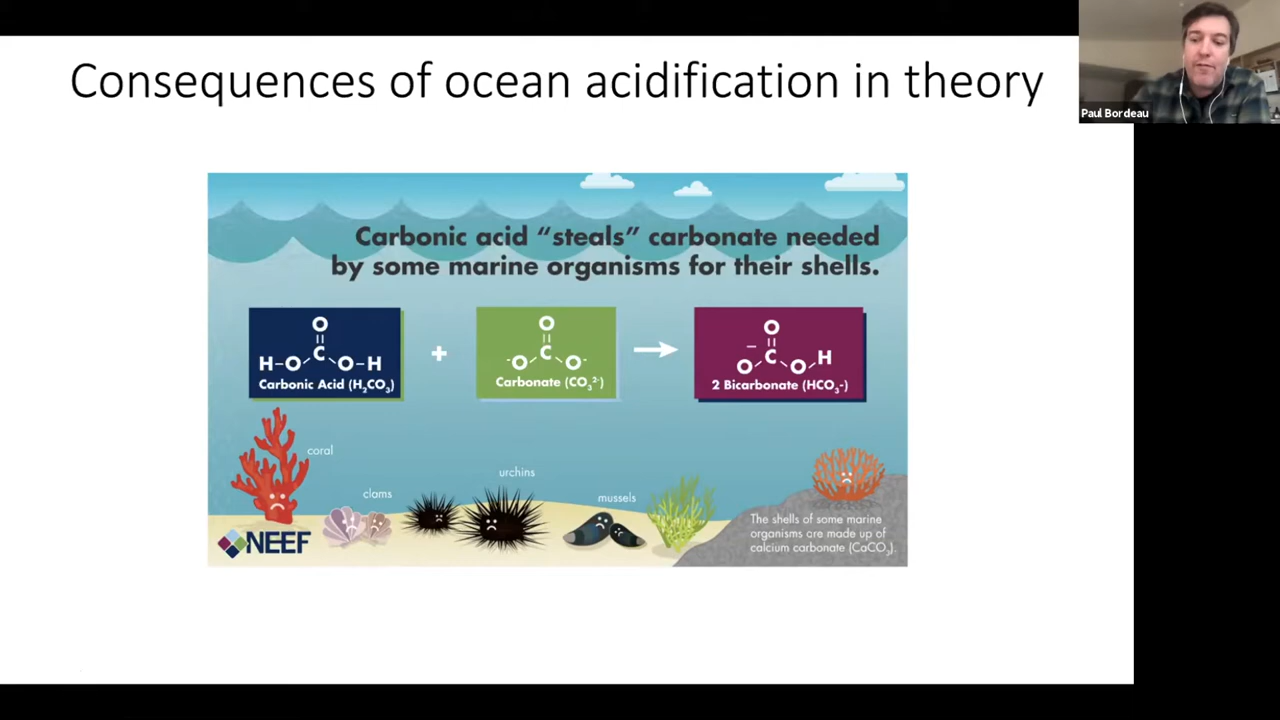 Consequences of ocean acidification in theory
Paul Bordeau
Carbonic acid “steals” carbonate needed
by some marine organisms for their shells.
O
H–O C O–H
Carbonic Acid (H₂CO₃)
+
O
-O C O-
Carbonate (CO₃²⁻)
→
O
− O C O H
2 Bicarbonate (HCO₃-)
coral
clams
urchins
mussels
The shells of some marine
organisms are made up of
calcium carbonate (CaCO₃).
NEEF